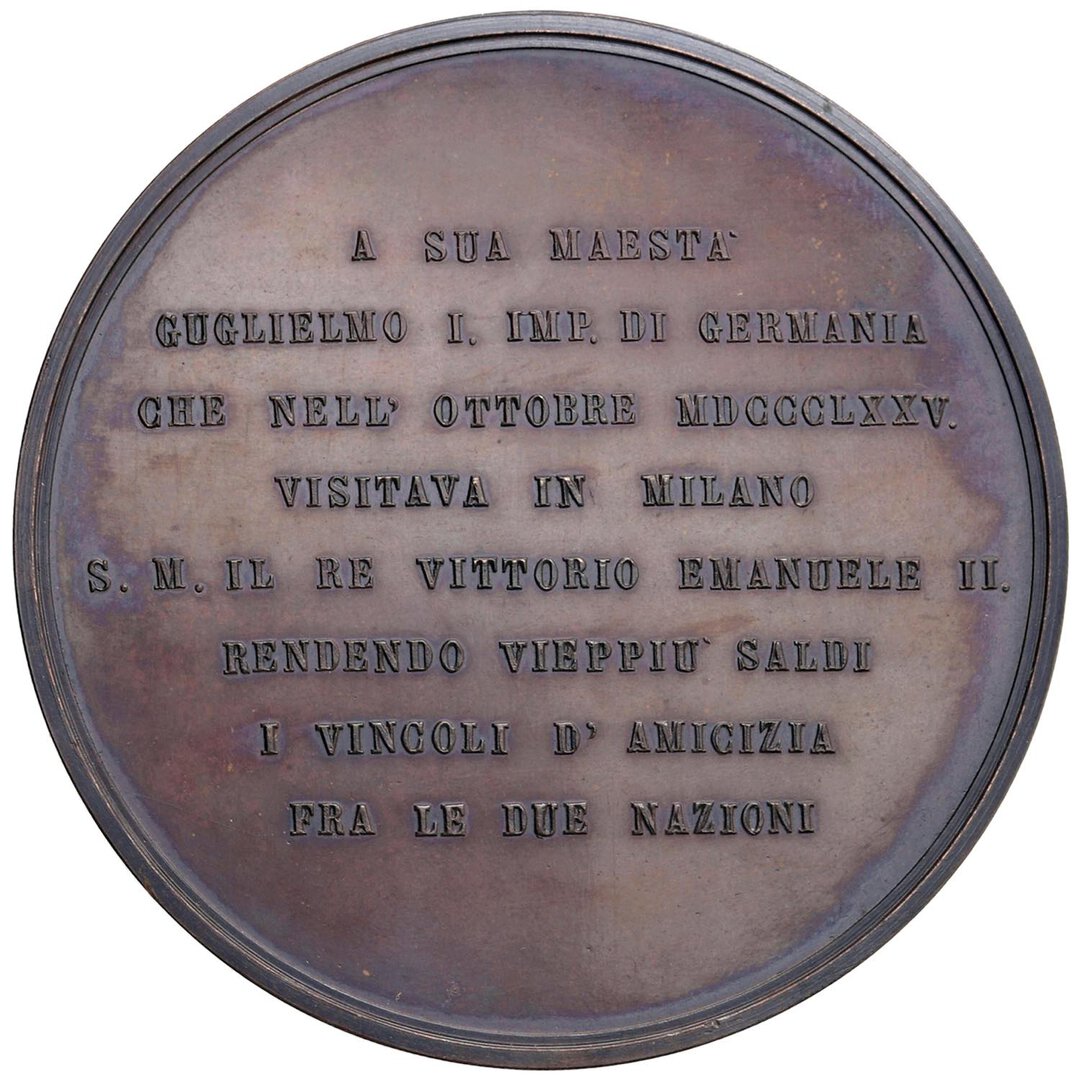 A SUA MAESTA`
GUGLIELMO I. IMP. DI GERMANIA
CHE NELL' OTTOBRE MDCCCLXXV.
VISITAVA IN MILANO
S. M. IL RE VITTORIO EMANUELE II.
RENDENDO VIEPPIU` SALDI
I VINCOLI D' AMICIZIA
FRA LE DUE NAZIONI